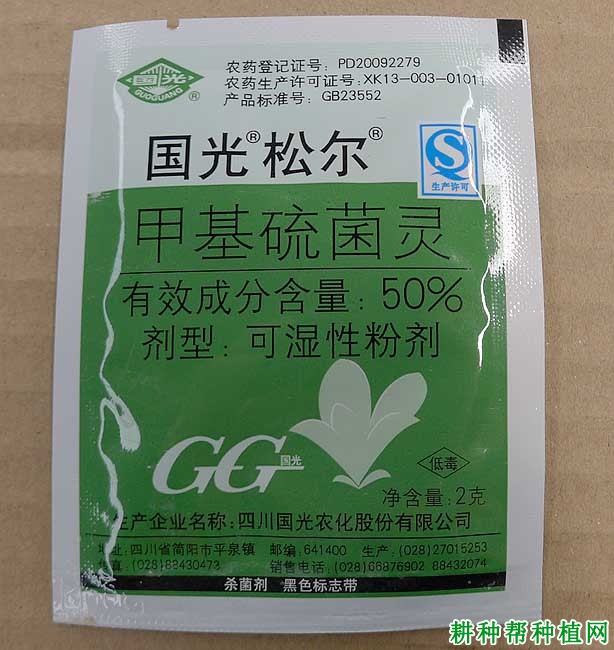 农药登记证号：PD20092279
农药生产许可证号：XK13-003-01011
产品标准号：GB23552
国光
GUOGUANG®
国光®松尔®
生产许可
甲基硫菌灵
有效成分含量：50%
剂型：可湿性粉剂
GG国光
低毒
净含量：2克
生产企业名称：四川国光农化股份有限公司
地址：四川省简阳市平泉镇 邮编：641400 生产：(028)27015253
传真：(028)88430473 销售电话：(028)66876902 88432074
杀菌剂 黑色标志带
耕种帮种植网